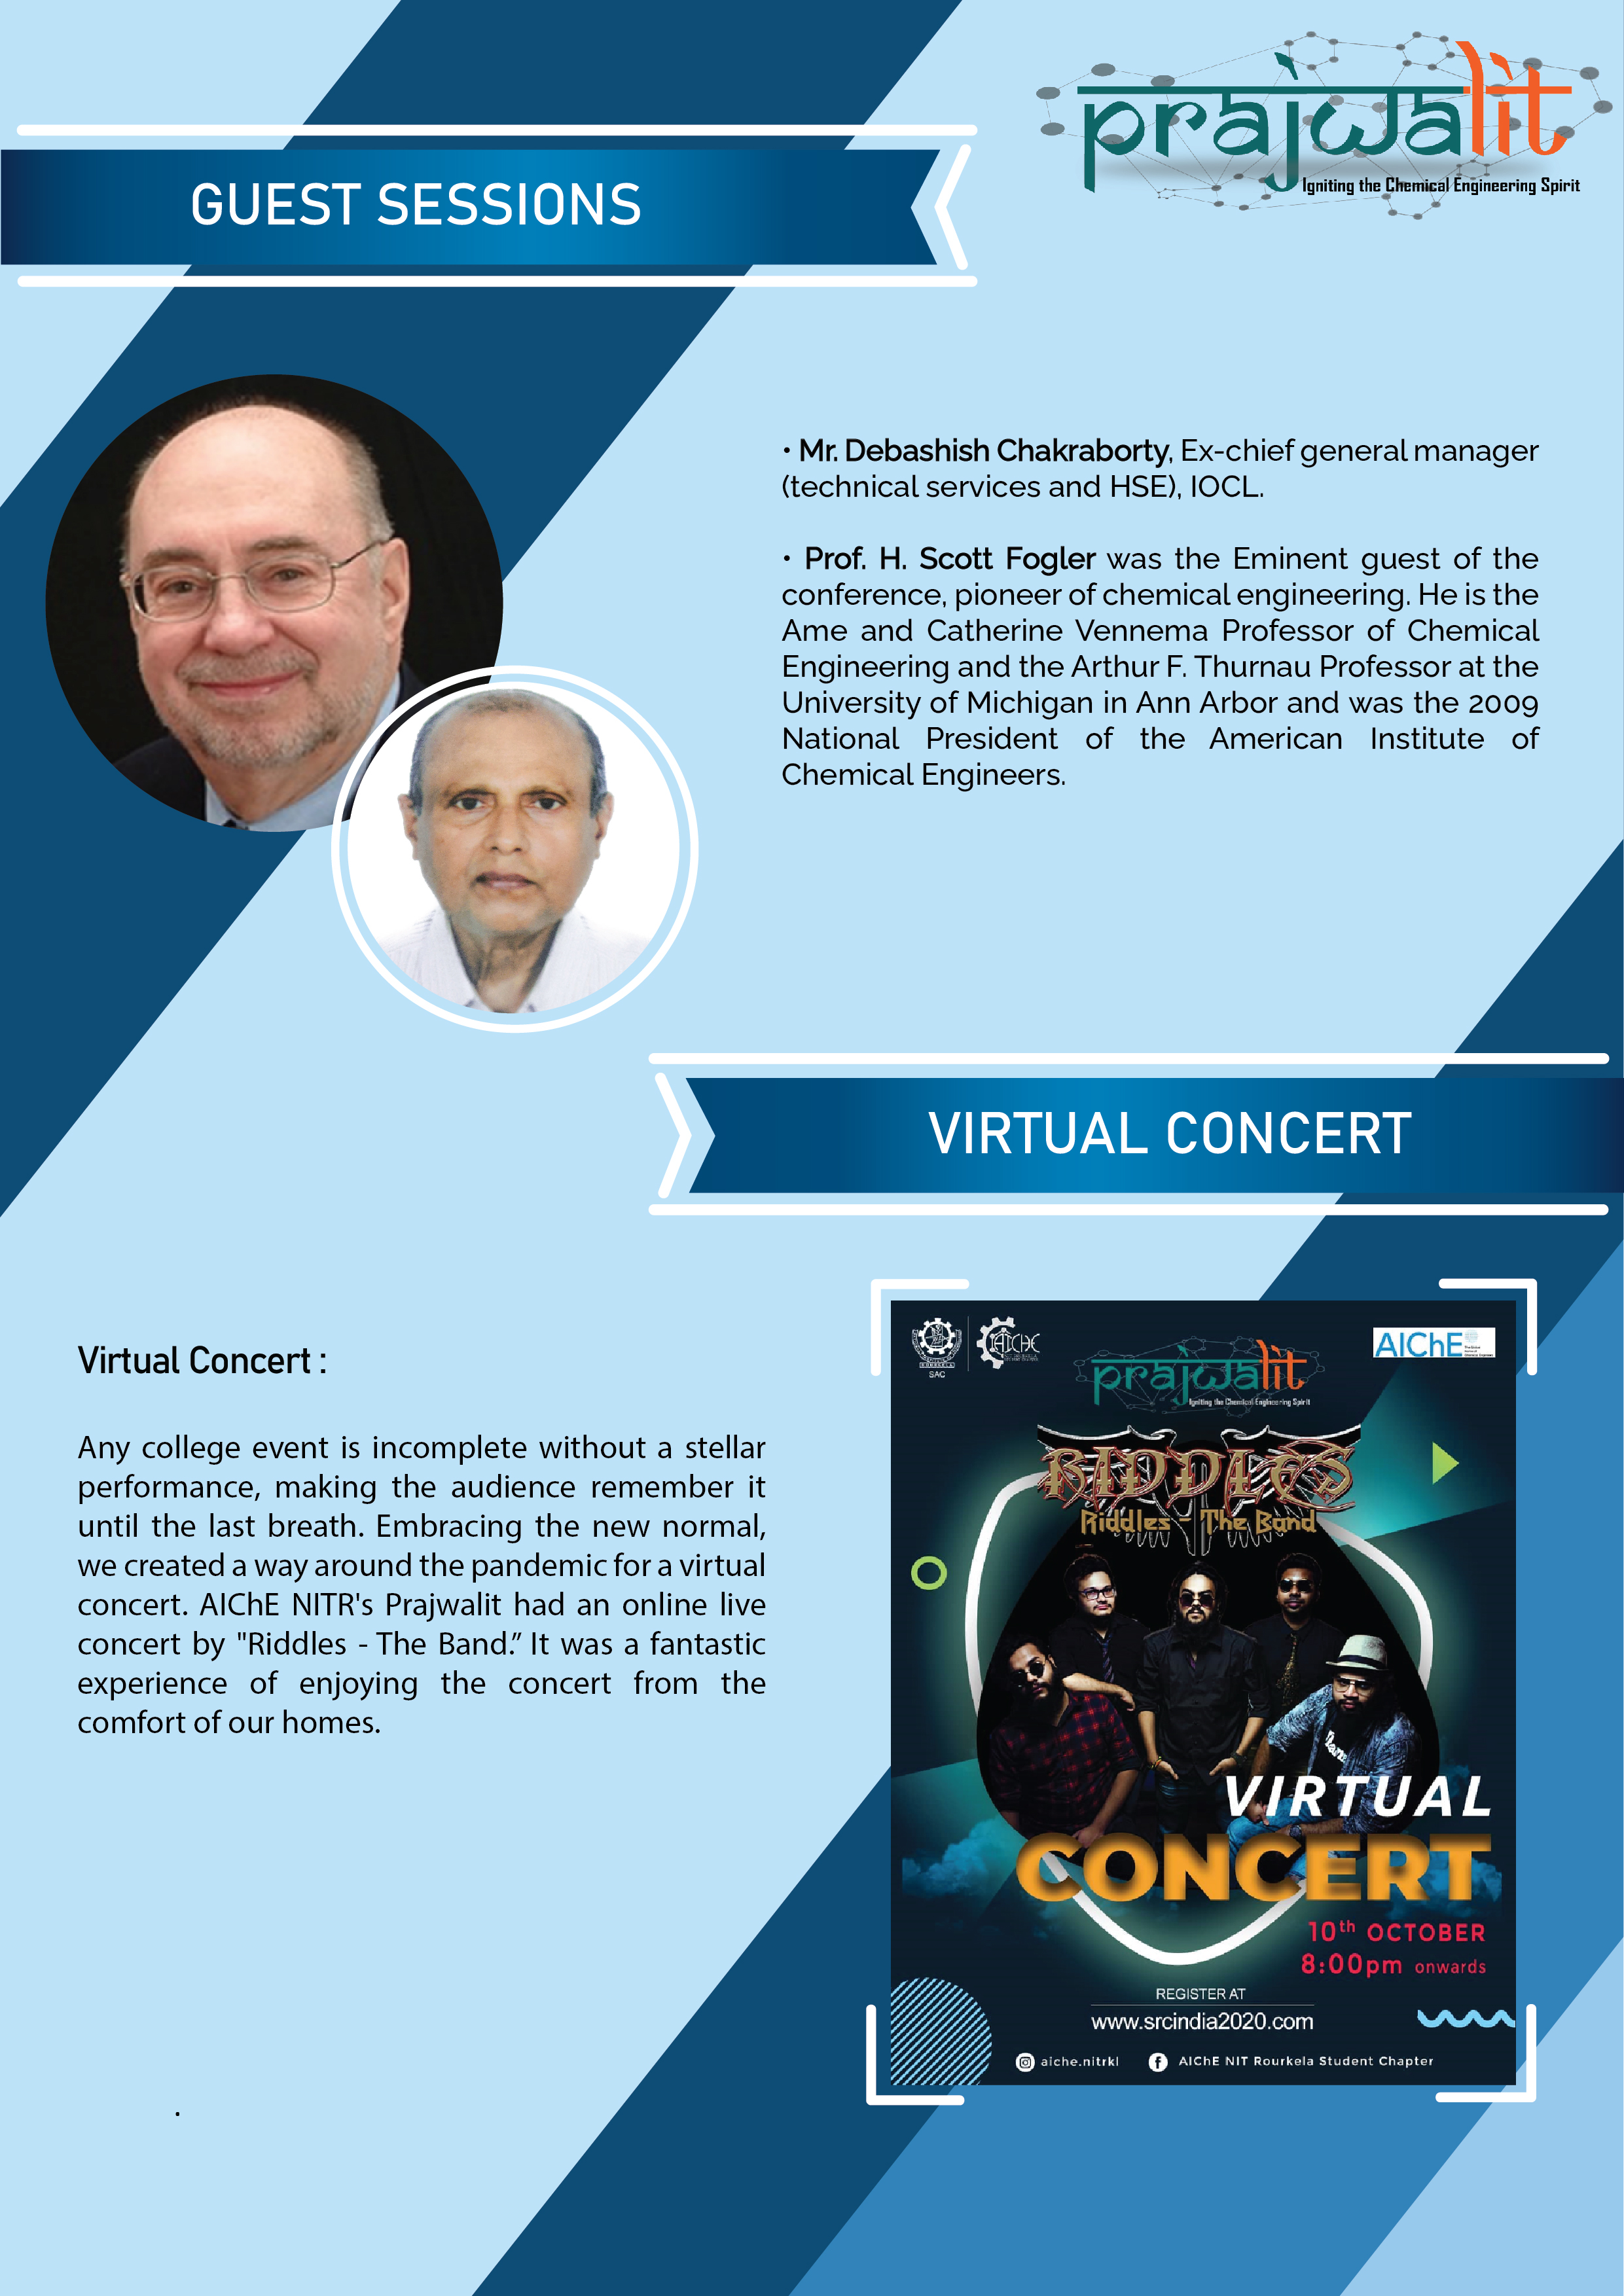 prajwalit
Igniting the Chemical Engineering Spirit
GUEST SESSIONS
• Mr. Debashish Chakraborty, Ex-chief general manager
(technical services and HSE), IOCL.
• Prof. H. Scott Fogler was the Eminent guest of the
conference, pioneer of chemical engineering. He is the
Ame and Catherine Vennema Professor of Chemical
Engineering and the Arthur F. Thurnau Professor at the
University of Michigan in Ann Arbor and was the 2009
National President of the American Institute of
Chemical Engineers.
VIRTUAL CONCERT
Virtual Concert :
Any college event is incomplete without a stellar
performance, making the audience remember it
until the last breath. Embracing the new normal,
we created a way around the pandemic for a virtual
concert. AIChE NITR's Prajwalit had an online live
concert by "Riddles - The Band.” It was a fantastic
experience of enjoying the concert from the
comfort of our homes.
.
SAC
AIChE
AIChE
prajwalit
Igniting the Chemical Engineering Spirit
RIDDLES
Riddles - The Band
VIRTUAL
CONCERT
10th OCTOBER
8:00pm onwards
REGISTER AT
www.srcindia2020.com
aiche.nitrkl
AIChE NIT Rourkela Student Chapter